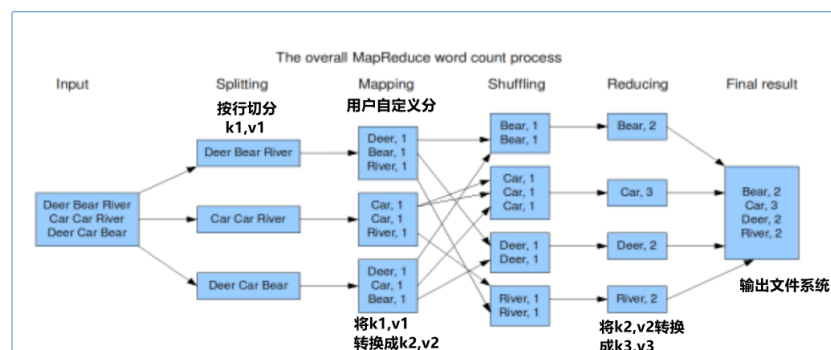 The overall MapReduce word count process
Input
Splitting
Mapping
Shuffling
Reducing
Final result
按行切分
k1,v1
用户自定义分
Deer Bear River
Car Car River
Deer Car Bear
Deer Bear River
Car Car River
Deer Car Bear
Deer, 1
Bear, 1
River, 1
Car, 1
Car, 1
River, 1
Deer, 1
Car, 1
Bear, 1
将k1,v1
转换成k2,v2
Bear, 1
Bear, 1
Car, 1
Car, 1
Car, 1
Deer, 1
Deer, 1
River, 1
River, 1
Bear, 2
Car, 3
Deer, 2
River, 2
将k2,v2转换
成k3,v3
Bear, 2
Car, 3
Deer, 2
River, 2
输出文件系统